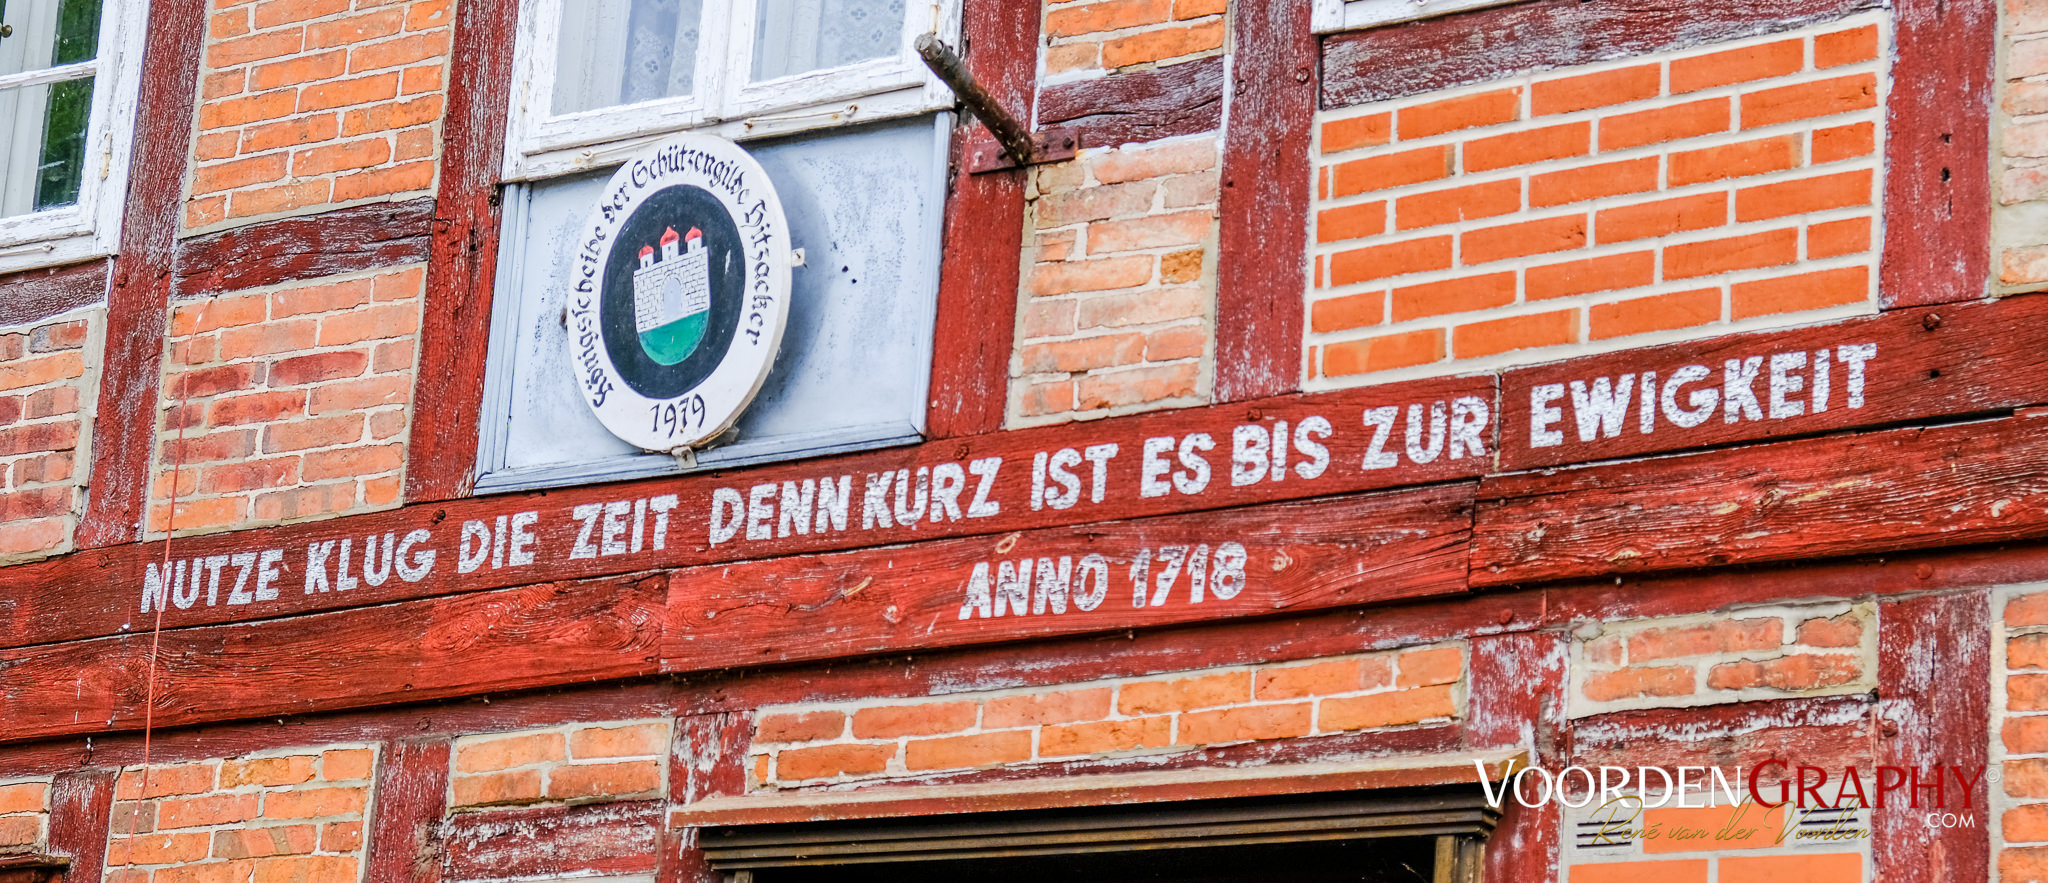 Königsscheibe der Schützengilde Hitzacker
1979
NUTZE KLUG DIE ZEIT DENN KURZ IST ES BIS ZUR EWIGKEIT
ANNO 1718
VOORDENGRAPHY©
.COM
René van der Voorden